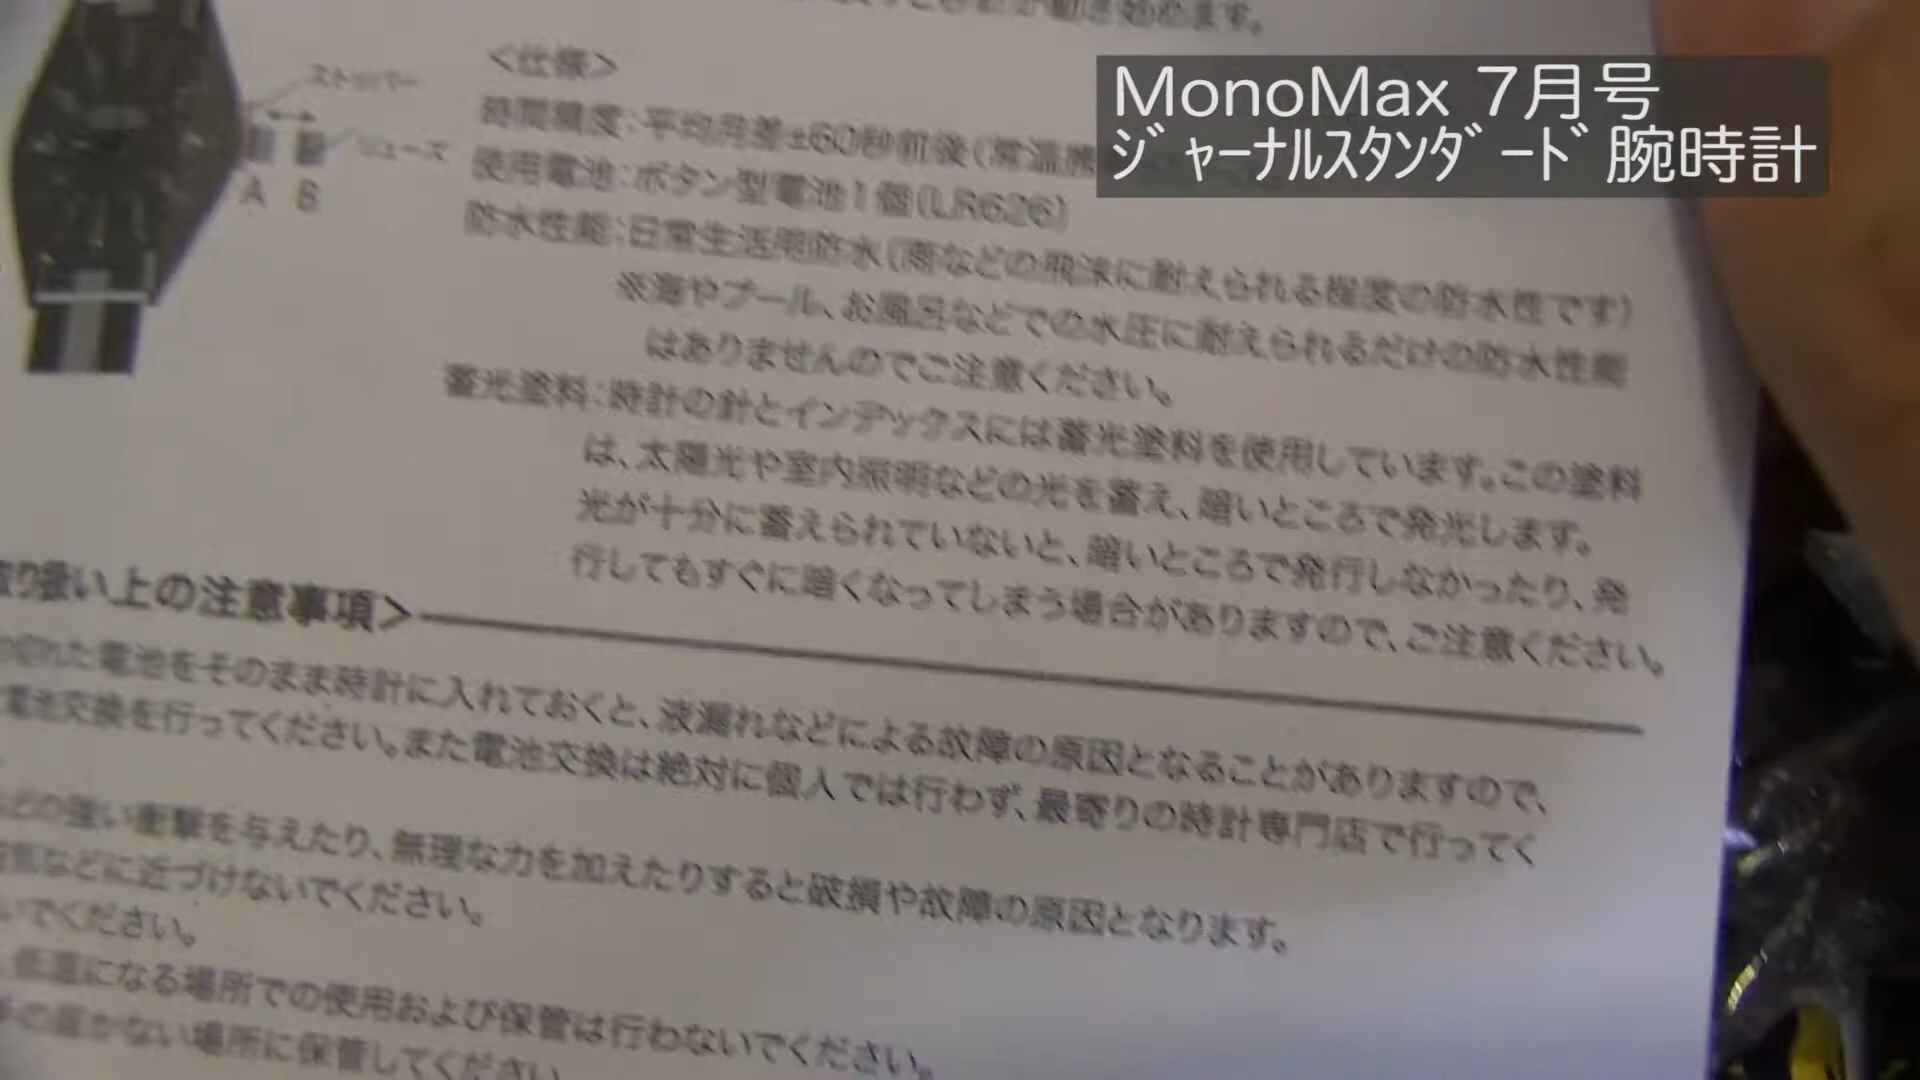 MonoMax 7月号
ｼﾞｬｰﾅﾙｽﾀﾝﾀﾞｰﾄﾞ 腕時計
きます。
<仕様>
ストッパー
リューズ
A B
時間精度：平均月差±60秒前後（常温携
使用電池：ボタン型電池1個（LR626）
防水性能：日常生活用防水（雨などの飛沫に耐えられる程度の防水性です）
※海やプール、お風呂などでの水圧に耐えられるだけの防水性能
はありませんのでご注意ください。
蓄光塗料：時計の針とインデックスには蓄光塗料を使用しています。この塗料
は、太陽光や室内照明などの光を蓄え、暗いところで発光します。
光が十分に蓄えられていないと、暗いところで発行しなかったり、発
行してもすぐに暗くなってしまう場合がありますので、ご注意ください。
取り扱い上の注意事項>
切れた電池をそのまま時計に入れておくと、液漏れなどによる故障の原因となることがありますので、
電池交換を行ってください。また電池交換は絶対に個人では行わず、最寄りの時計専門店で行ってく
どの強い衝撃を与えたり、無理な力を加えたりすると破損や故障の原因となります。
などに近づけないでください。
いでください。
低温になる場所での使用および保管は行わないでください。
の届かない場所に保管してください